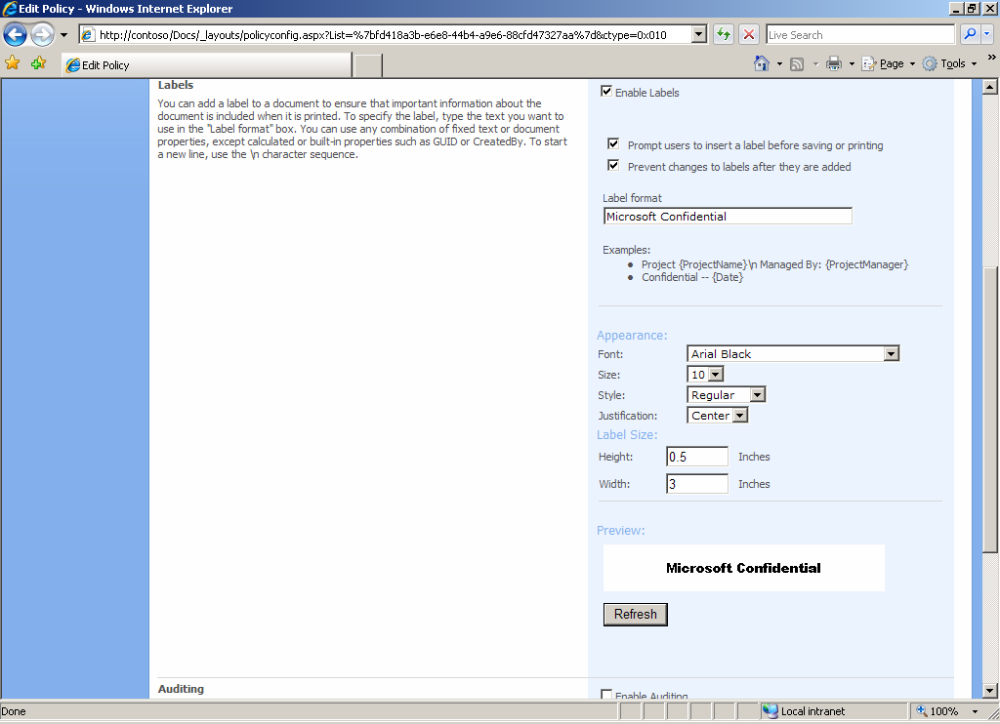 Edit Policy - Windows Internet Explorer
http://contoso/Docs/_layouts/policyconfig.aspx?List=%7bfd418a3b-e6e8-44b4-a9e6-88cfd47327aa%7d&ctype=0x010
Live Search
Edit Policy
Page
Tools
Labels
You can add a label to a document to ensure that important information about the
document is included when it is printed. To specify the label, type the text you want to
use in the "Label format" box. You can use any combination of fixed text or document
properties, except calculated or built-in properties such as GUID or CreatedBy. To start
a new line, use the \n character sequence.
Enable Labels
Prompt users to insert a label before saving or printing
Prevent changes to labels after they are added
Label format
Microsoft Confidential
Examples:
Project {ProjectName}\n Managed By: {ProjectManager}
Confidential -- {Date}
Appearance:
Font: Arial Black
Size: 10
Style: Regular
Justification: Center
Label Size:
Height: 0.5 Inches
Width: 3 Inches
Preview:
Microsoft Confidential
Refresh
Auditing
Enable Auditing
Done
Local intranet
100%